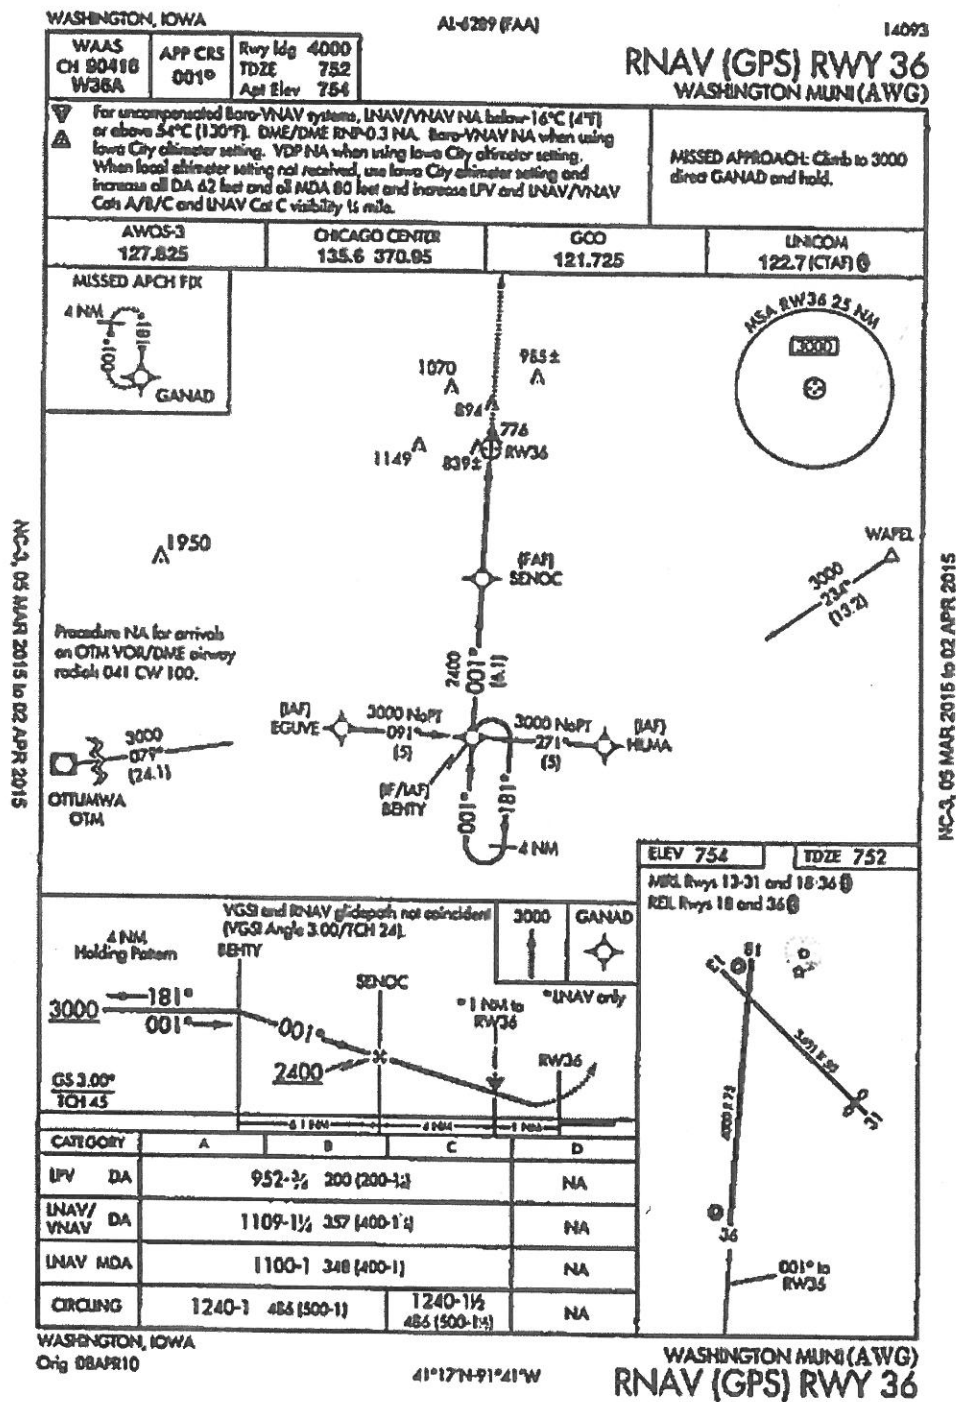 WASHINGTON, IOWA
AL-6289 (FAA)
14093
WAAS
CH 90418
W36A
APP CRS
001°
Rwy ldg 4000
TDZE 752
Apt Elev 754
RNAV (GPS) RWY 36
WASHINGTON MUNI (AWG)
For uncompensated Baro-VNAV systems, LNAV/VNAV NA below -16°C (4°F)
or above 54°C (130°F). DME/DME RNP-0.3 NA. Baro-VNAV NA when using
Iowa City altimeter setting. VDP NA when using Iowa City altimeter setting.
When local altimeter setting not received, use Iowa City altimeter setting and
increase all DA 62 feet and all MDA 80 feet and increase LPV and LNAV/VNAV
Cats A/B/C and LNAV Cat C visibility mile.
MISSED APPROACH: Climb to 3000
direct GANAD and hold.
AWOS-3
127.825
CHICAGO CENTER
135.6 370.95
GCO
121.725
UNICOM
122.7 (CTAF)
MISSED APCH FIX
4 NM
181°
001°
GANAD
MSA RW36 25 NM
3000
1070
985±
894
776
1149
839±
RW36
1950
(FAF)
SENOC
WAPEL
3000
234°
(13.2)
Procedure NA for arrivals
on OTM VOR/DME airway
radials 041 CW 100.
2400
001°
(6.1)
(IAF)
EGUVE
3000 NoPT
091°
(5)
3000 NoPT
271°
(5)
(IAF)
HILMA
3000
079°
(24.1)
OTTUMWA
OTM
(IF/IAF)
BENTY
001°
181°
4 NM
NC-3, 05 MAR 2015 to 02 APR 2015
NC-3, 05 MAR 2015 to 02 APR 2015
ELEV 754
TDZE 752
MIRL Rwys 13-31 and 18-36
REIL Rwys 18 and 36
18
13
4000 X 75
31
36
001° to
RW36
VGSI and RNAV glidepath not coincident
(VGSI Angle 3.00/TCH 24).
3000
GANAD
4 NM
Holding Pattern
BENTY
SENOC
*LNAV only
*1 NM to
RW36
RW36
3000
181°
001°
001°
2400
GS 3.00°
TCH 45
6.1 NM
4 NM
1 NM
CATEGORY A B C D
LPV DA 952-¾ 200 (200-¾) NA
LNAV/
VNAV DA 1109-1¼ 357 (400-1¼) NA
LNAV MDA 1100-1 348 (400-1) NA
CIRCLING 1240-1 486 (500-1) 1240-1½
486 (500-1½) NA
WASHINGTON, IOWA
Orig 08APR10
41°17'N-91°41'W
WASHINGTON MUNI (AWG)
RNAV (GPS) RWY 36